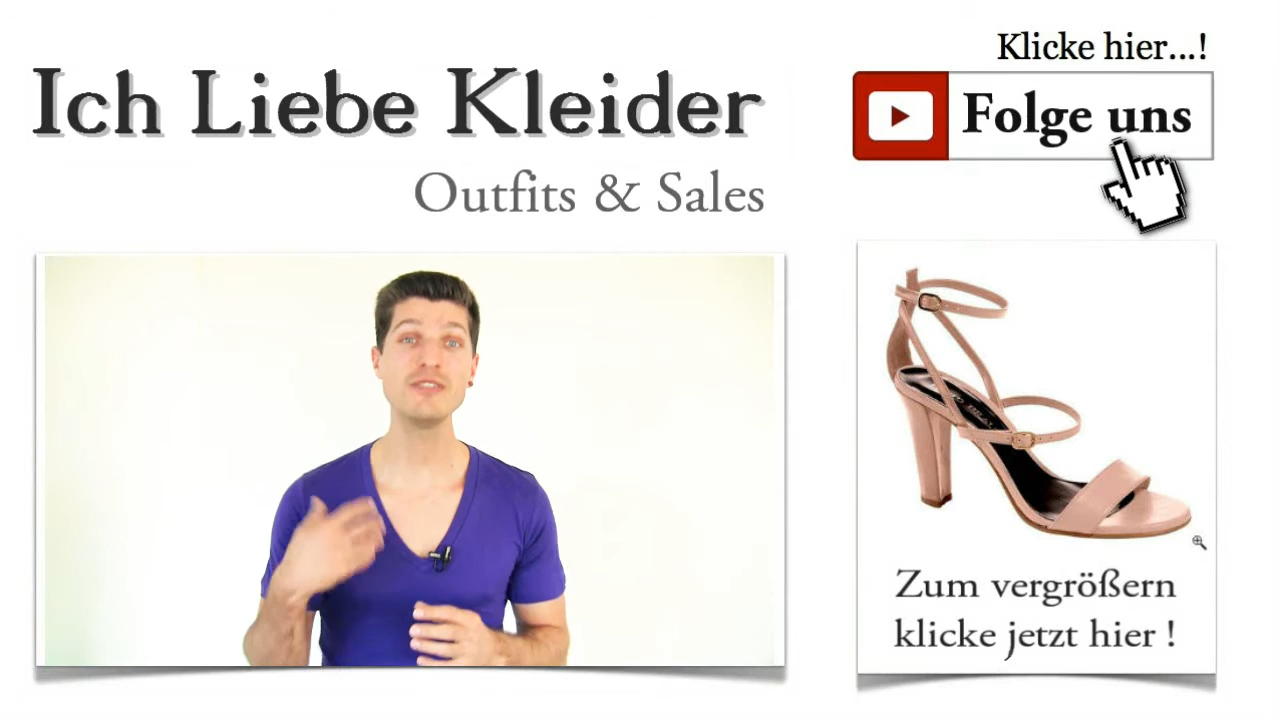 Klicke hier...!
Ich Liebe Kleider
Folge uns
Outfits & Sales
Zum vergrößern
klicke jetzt hier !